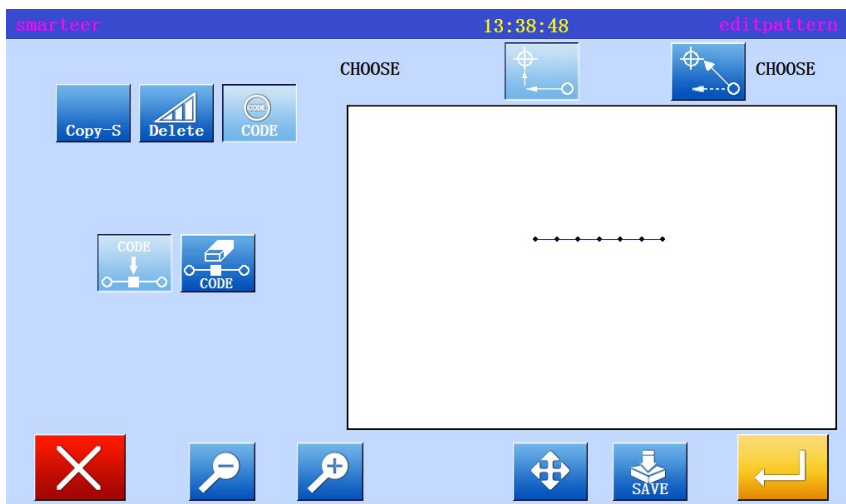 smarteer 13:38:48 editpattern
CHOOSE CHOOSE
Copy-S Delete CODE CODE
CODE
CODE
SAVE